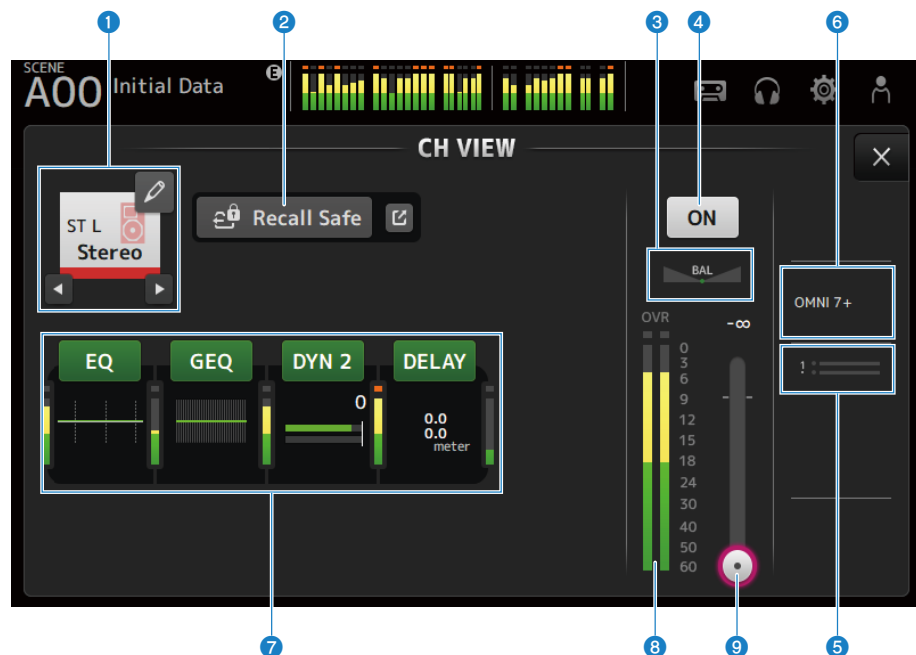 1 2 3 4 6
SCENE
A00 Initial Data E
CH VIEW
ST L
Stereo
Recall Safe
ON
BAL
OMNI 7+
OVR -∞
0
3
6
9
12
15
18
24
30
40
50
60
! :
EQ GEQ DYN 2 DELAY
0
0.0
0.0
meter
7 8 9 5